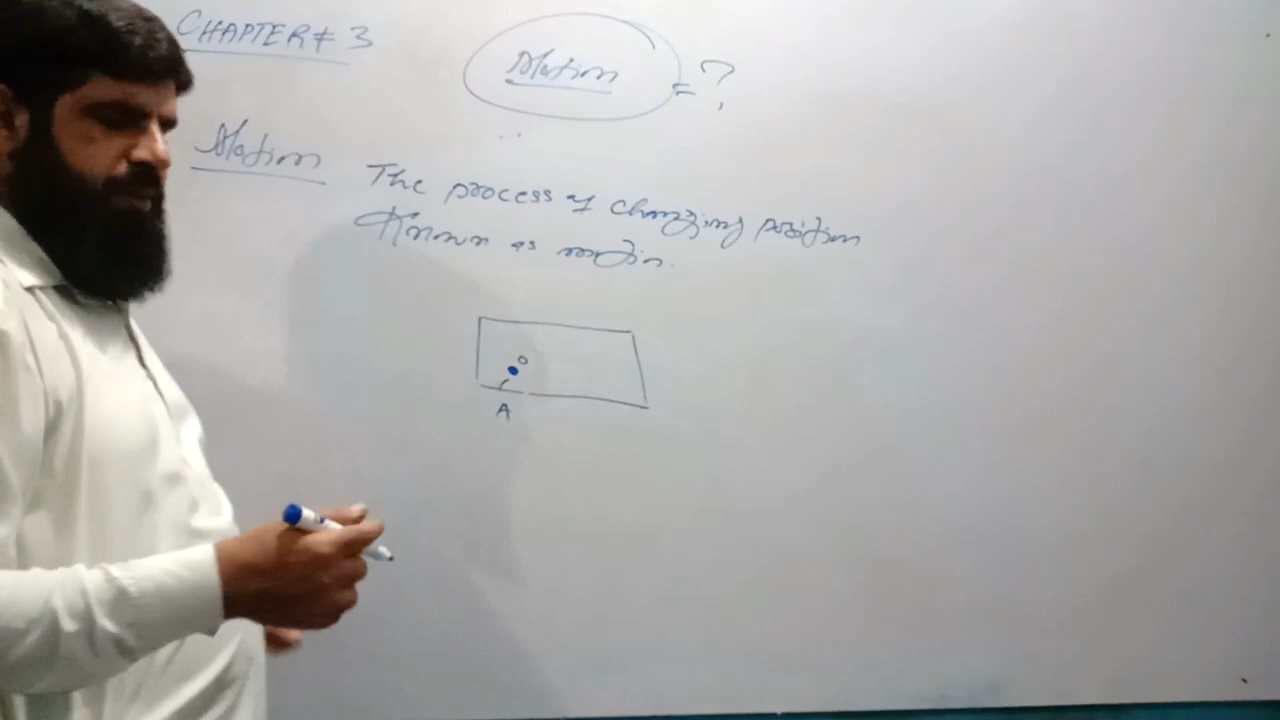 CHAPTER # 3
Motion = ?
Motion The process of changing position
Known as motion.
o
A